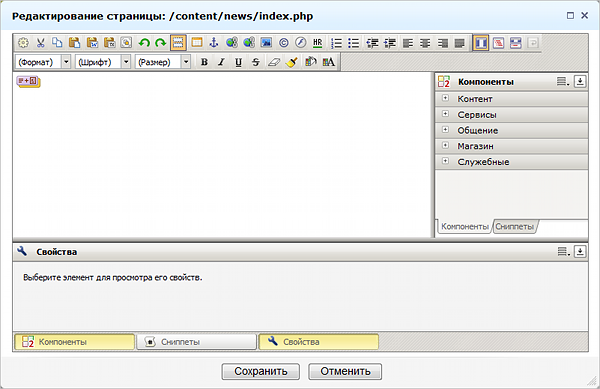 Редактирование страницы: /content/news/index.php
HR
(Формат) (Шрифт) (Размер) B I U S A
Компоненты
Контент
Сервисы
Общение
Магазин
Служебные
Компоненты Сниппеты
Свойства
Выберите элемент для просмотра его свойств.
Компоненты Сниппеты Свойства
Сохранить Отменить